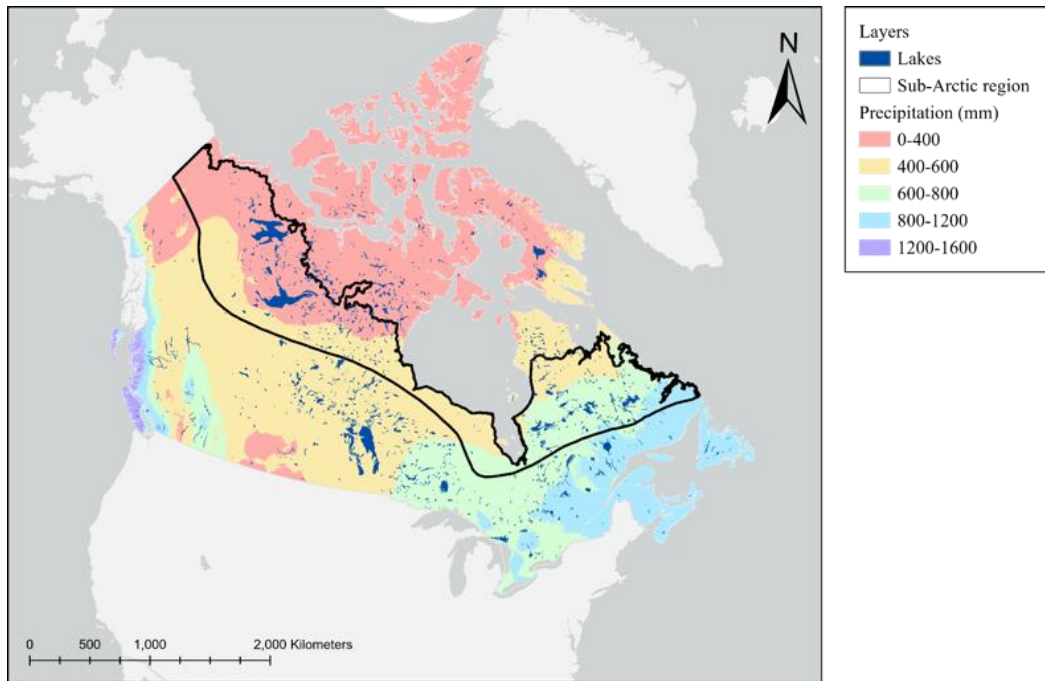 N
0 500 1,000 2,000 Kilometers
Layers
Lakes
Sub-Arctic region
Precipitation (mm)
0-400
400-600
600-800
800-1200
1200-1600